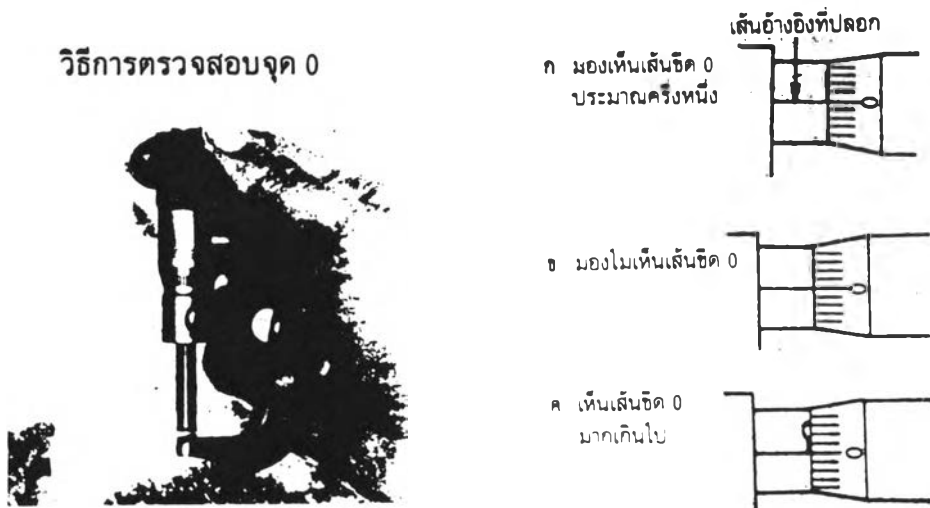 วิธีการตรวจสอบจุด 0
เส้นอ้างอิงที่ปลอก
ก มองเห็นเส้นขีด 0
ประมาณครึ่งหนึ่ง
0
ข มองไม่เห็นเส้นขีด 0
0
ค เห็นเส้นขีด 0
มากเกินไป
0